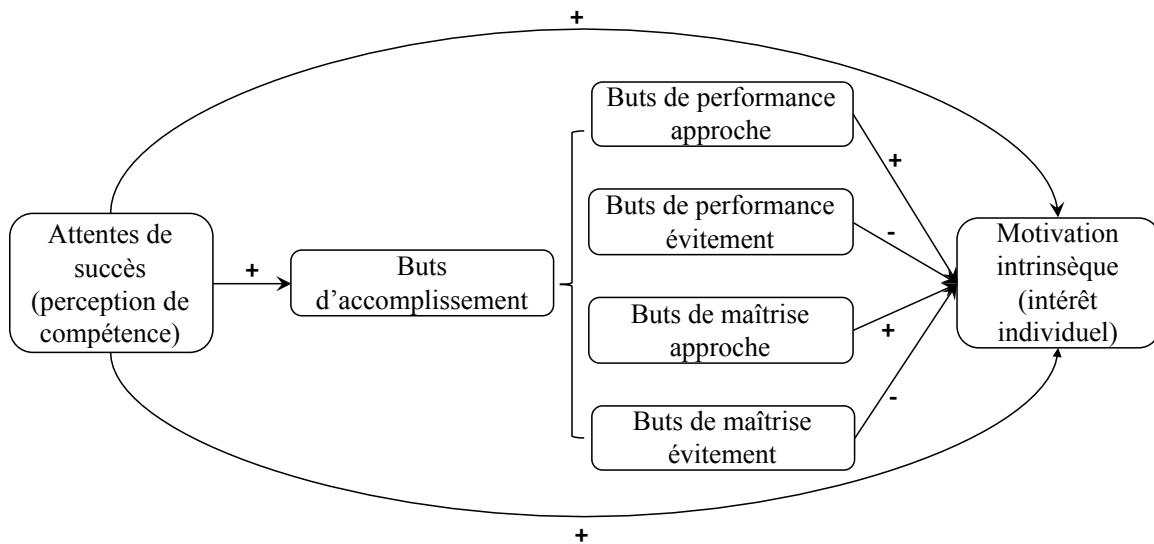 +
Buts de performance
approche
+
Buts de performance
évitement
-
Attentes de
succès
(perception de
compétence)
+
Buts
d’accomplissement
Motivation
intrinsèque
(intérêt
individuel)
Buts de maîtrise
approche
+
-
Buts de maîtrise
évitement
+